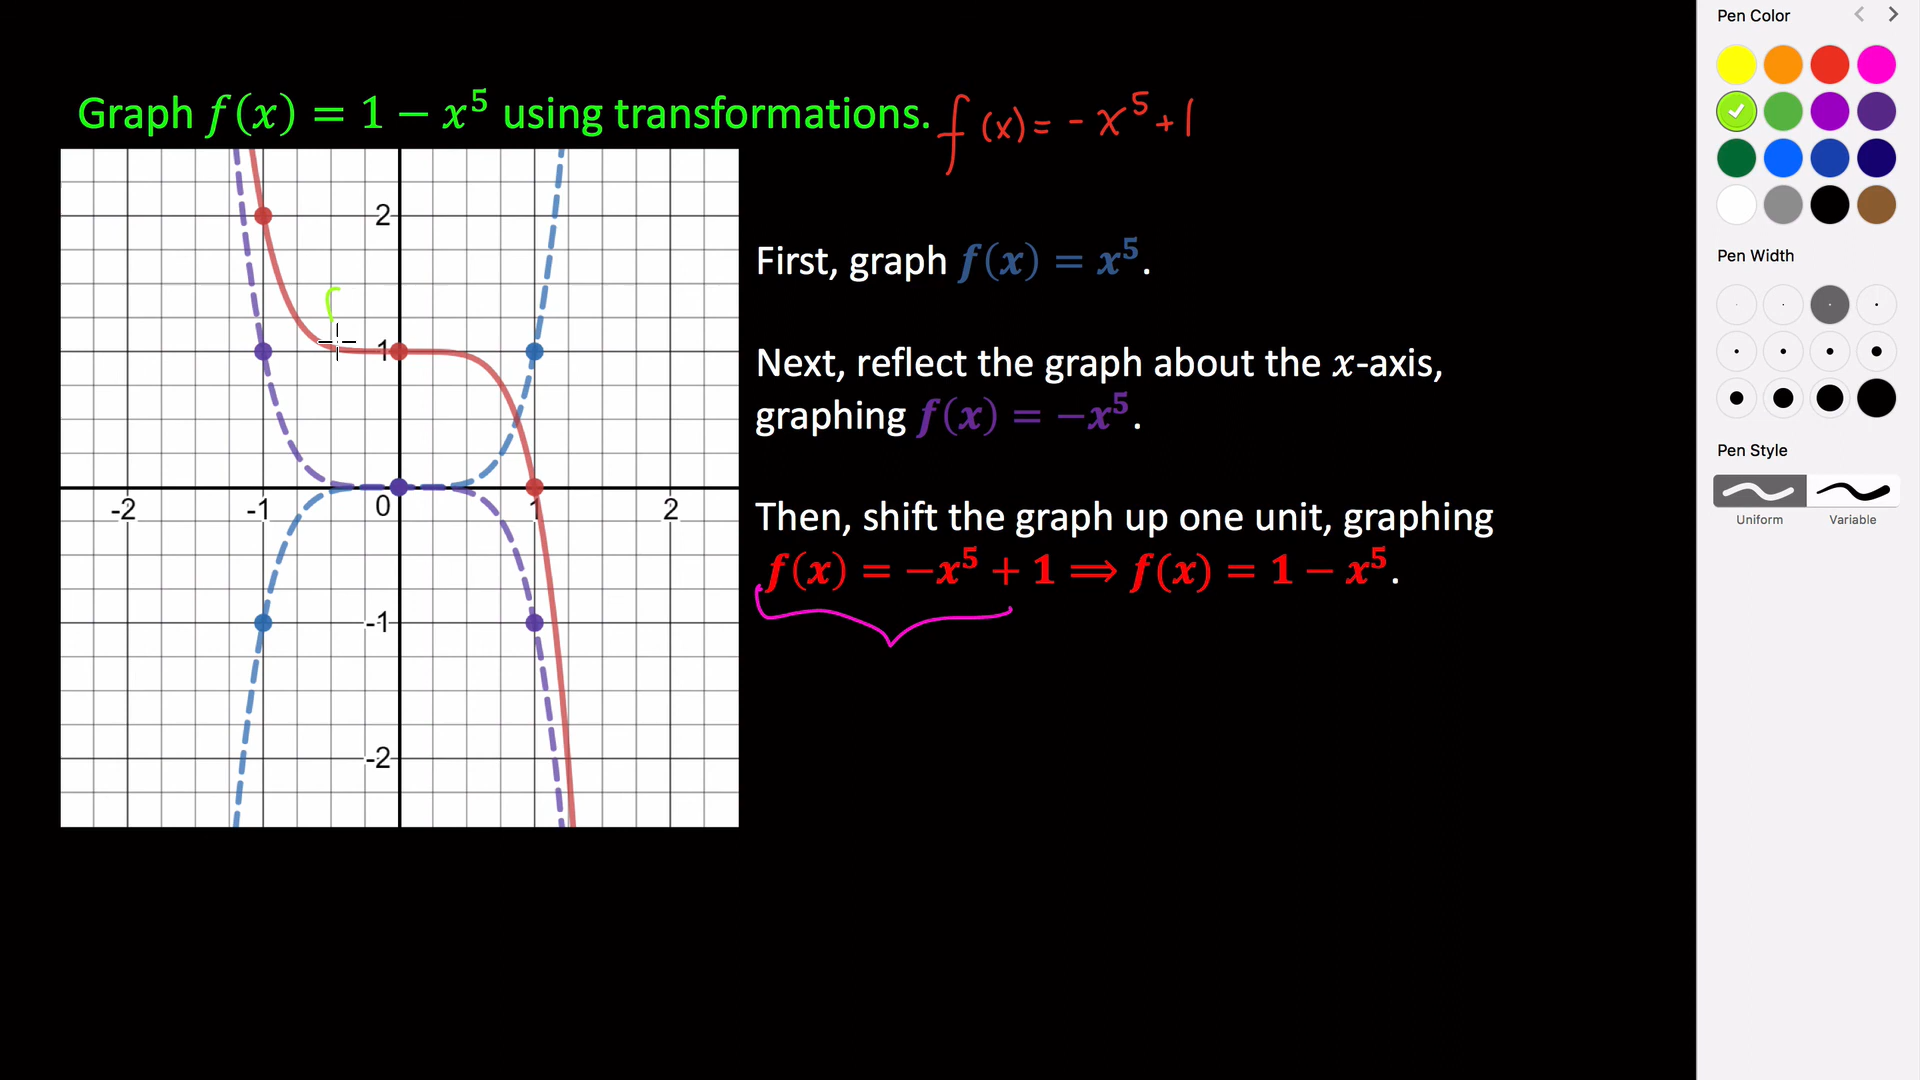 Graph f(x) = 1 − x⁵ using transformations. f(x) = - x⁵ + 1
First, graph f(x) = x⁵.
Next, reflect the graph about the x-axis,
graphing f(x) = −x⁵.
Then, shift the graph up one unit, graphing
f(x) = −x⁵ + 1 ⟹ f(x) = 1 − x⁵.
2
1
-2 -1 0 1 2
-1
-2
Pen Color
Pen Width
Pen Style
Uniform Variable